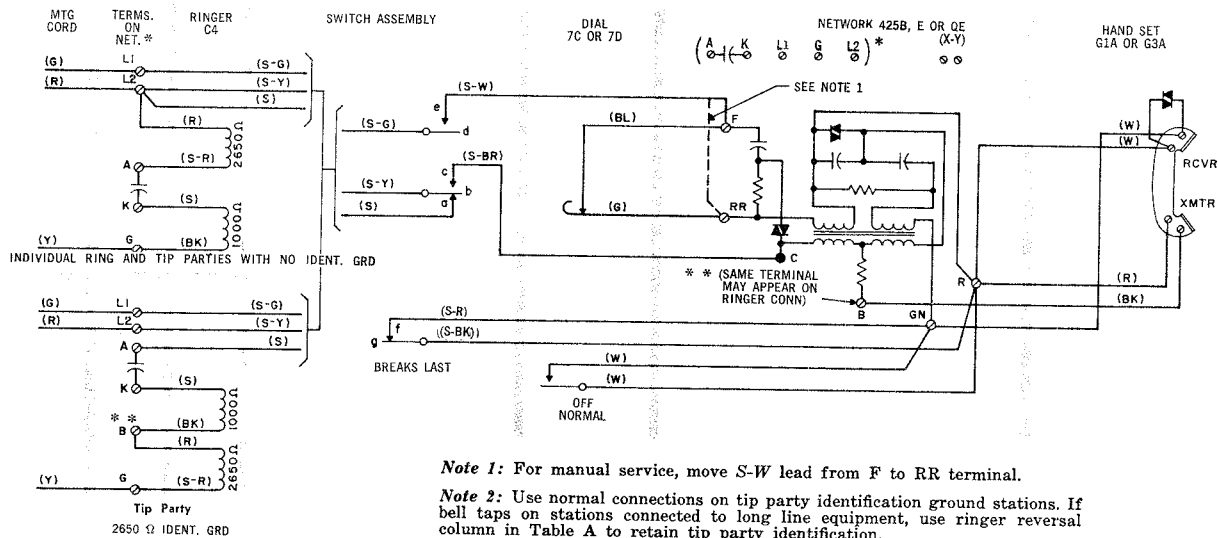 MTG CORD
TERMS. ON NET. *
RINGER C4
SWITCH ASSEMBLY
DIAL
7C OR 7D
NETWORK 425B, E OR QE
(X-Y)
HAND SET
G1A OR G3A
( A K L1 G L2 ) *
(G) L1 (S-G)
(R) L2 (S-Y)
(S)
(R)
2650 Ω
A (S-R)
K (S)
1000 Ω
(Y) G (BK)
INDIVIDUAL RING AND TIP PARTIES WITH NO IDENT. GRD
(S-G) d
e (S-W)
c (S-BR)
(S-Y) b
(S) a
SEE NOTE 1
(BL) F
(G) RR
C
* * (SAME TERMINAL
MAY APPEAR ON
RINGER CONN)
B
GN
R
(W)
(W)
RCVR
XMTR
(R)
(BK)
(G) L1 (S-G)
(R) L2 (S-Y)
A (S)
K (S)
1000 Ω
* *
B (BK)
(R)
2650 Ω
(Y) G (S-R)
Tip Party
2650 Ω IDENT. GRD
(S-R)
f
g (S-BK)
BREAKS LAST
(W)
(W)
OFF
NORMAL
Note 1: For manual service, move S-W lead from F to RR terminal.
Note 2: Use normal connections on tip party identification ground stations. If
bell taps on stations connected to long line equipment, use ringer reversal
column in Table A to retain tip party identification.